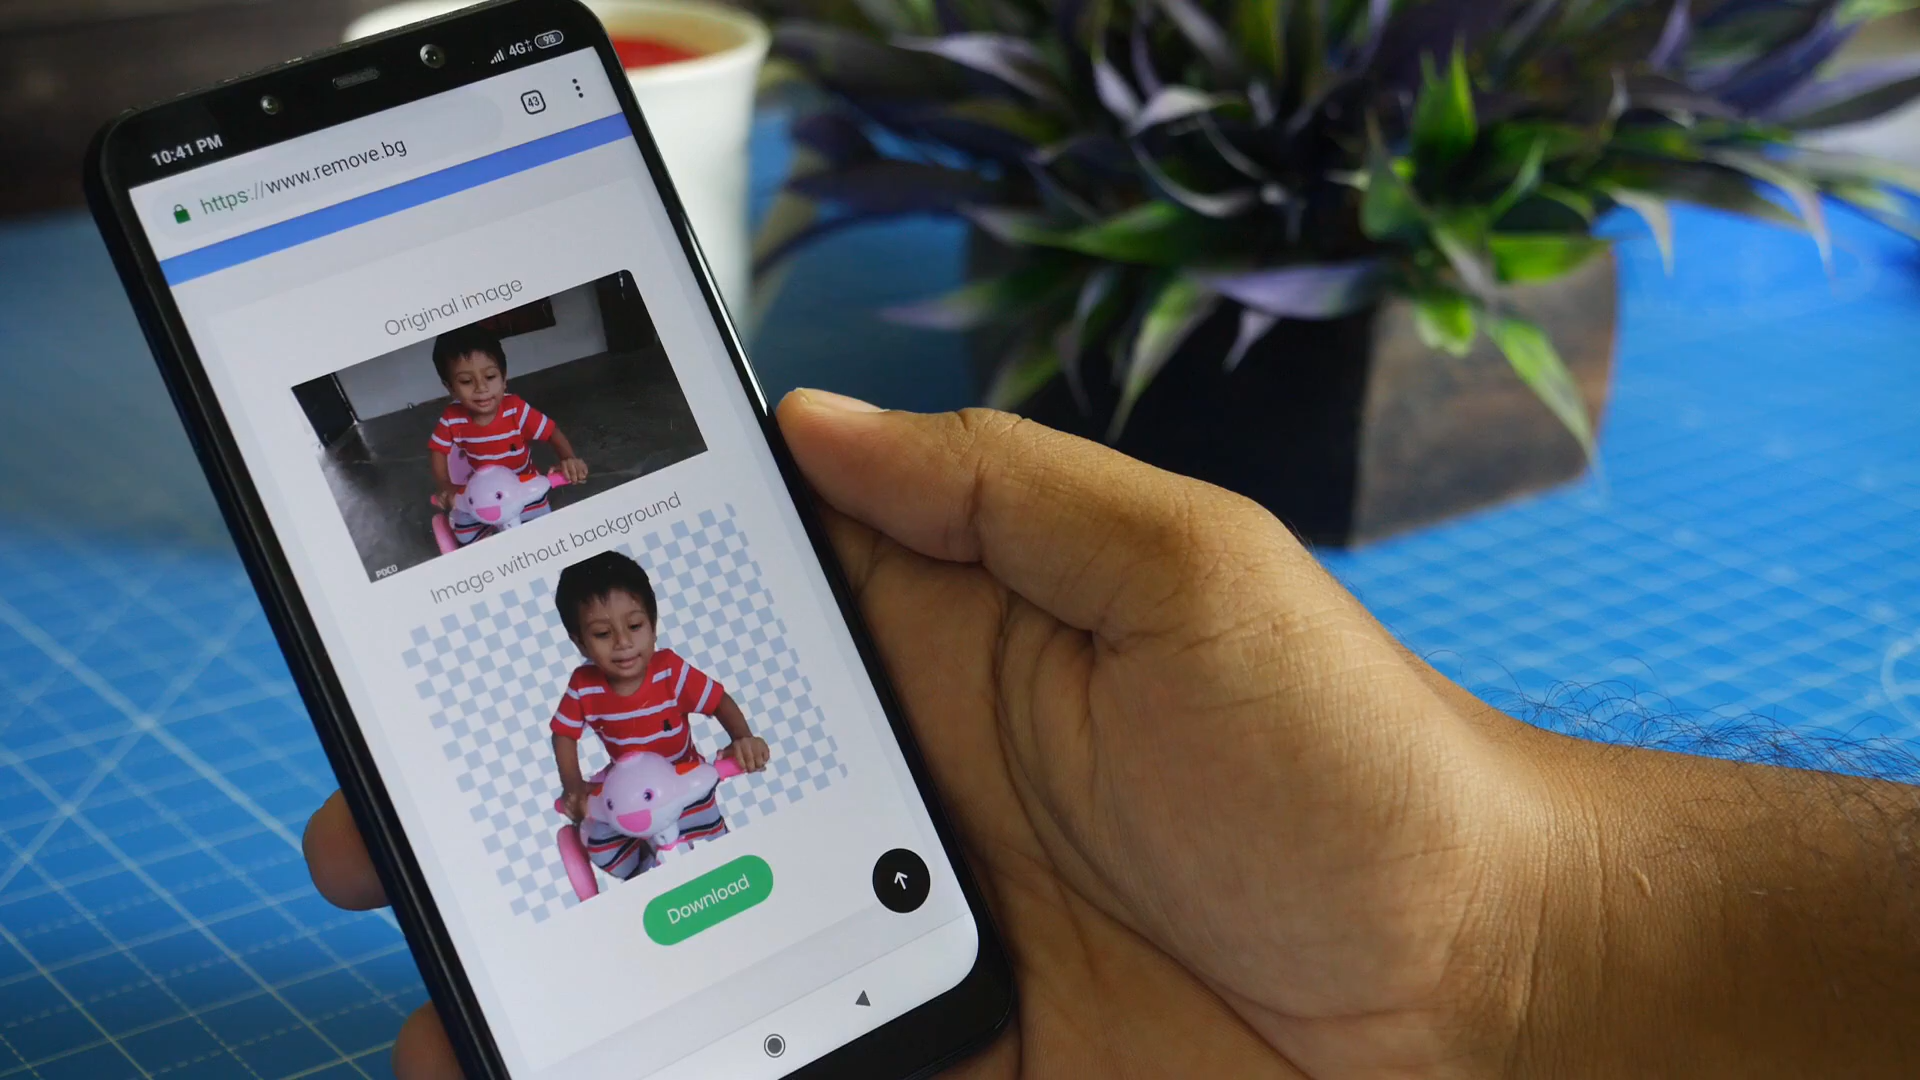 10:41 PM
4G+
98
https://www.remove.bg
43
Original image
POCO
Image without background
Download